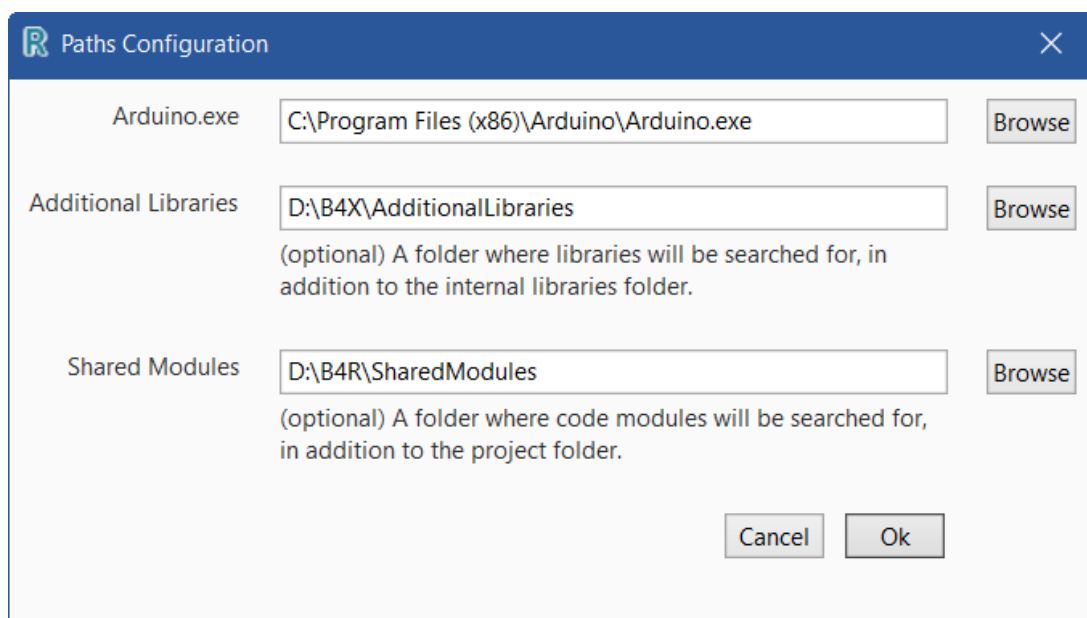 Paths Configuration
Arduino.exe C:\Program Files (x86)\Arduino\Arduino.exe Browse
Additional Libraries D:\B4X\AdditionalLibraries Browse
(optional) A folder where libraries will be searched for, in
addition to the internal libraries folder.
Shared Modules D:\B4R\SharedModules Browse
(optional) A folder where code modules will be searched for,
in addition to the project folder.
Cancel Ok